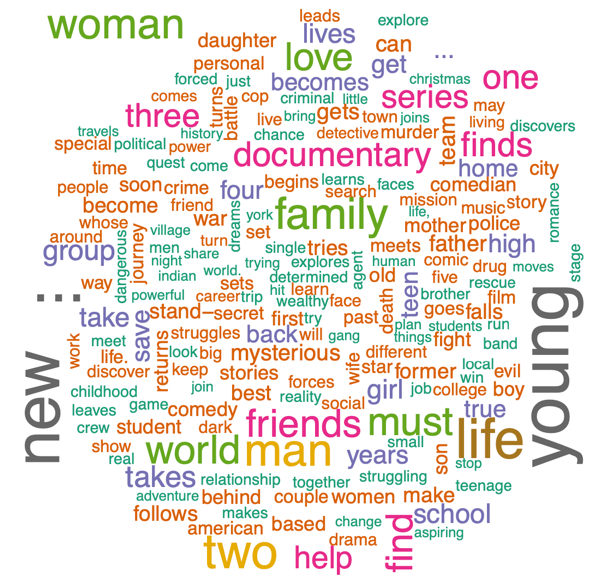 leads explore
woman lives
daughter can ...
personal love get
forced just becomes christmas one
comes turns cop criminal little series may
three battle live bring gets town joins team living discovers
travels history chance detective murder finds
special political power documentary
time quest come home city
people soon crime four begins learns search faces comedian
become friend dreams york family mission life, music story romance
whose war set mother police
around village turn. single tries meets father high
group dangerous men share journey night world. trying explores agent human comic drug moves stage
way indian sets determined old teen five rescue
... powerful career trip hit learn wealthy face death brother film
take save stand– secret first try past goes falls
meet struggles back will gang plan things students run fight band
new work life. returns look big mysterious wife different young
discover keep stories forces star former local evil
childhood join best reality girl job college win boy
leaves game comedy social true
crew student dark friends must
show world man small life
real years son stop
takes relationship together struggling teenage
adventure behind couple women make
follows makes school
american based change find aspiring
two drama
help